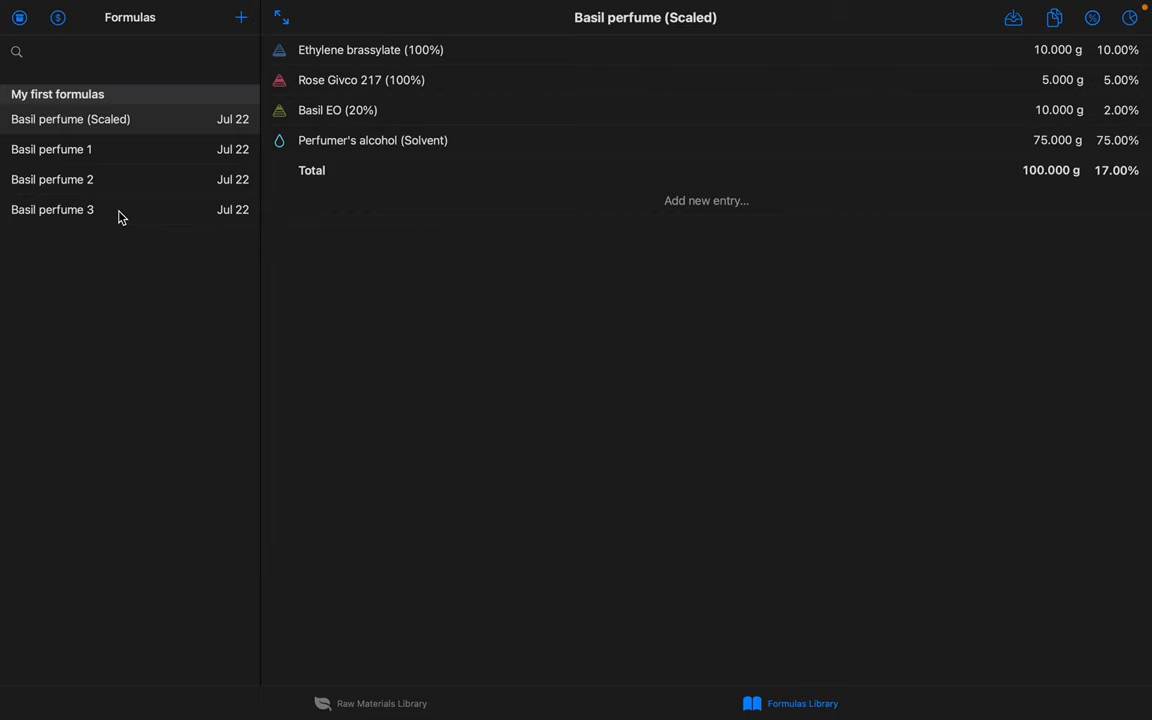 Formulas
My first formulas
Basil perfume (Scaled) Jul 22
Basil perfume 1 Jul 22
Basil perfume 2 Jul 22
Basil perfume 3 Jul 22
Basil perfume (Scaled)
Ethylene brassylate (100%) 10.000 g 10.00%
Rose Givco 217 (100%) 5.000 g 5.00%
Basil EO (20%) 10.000 g 2.00%
Perfumer's alcohol (Solvent) 75.000 g 75.00%
Total 100.000 g 17.00%
Add new entry...
Raw Materials Library
Formulas Library